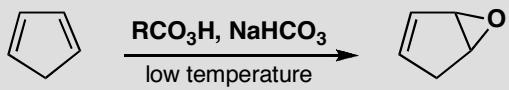 RCO₃H, NaHCO₃
O
low temperature